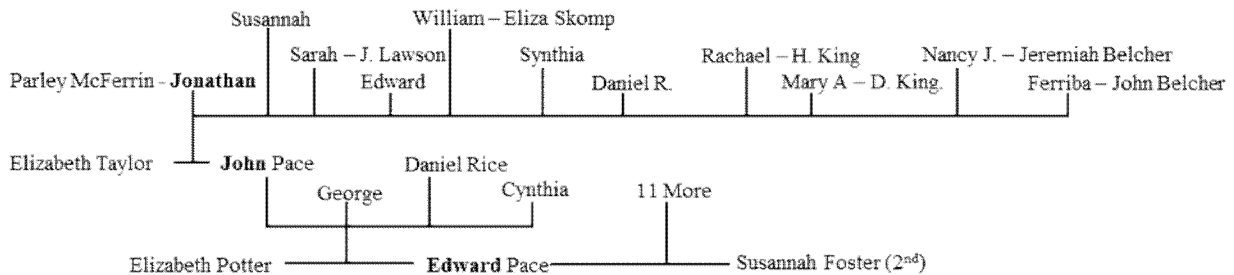 Susannah
William – Eliza Skomp
Sarah – J. Lawson
Synthia
Rachael – H. King
Nancy J. – Jeremiah Belcher
Parley McFerrin - Jonathan
Edward
Daniel R.
Mary A – D. King.
Ferriba – John Belcher
Elizabeth Taylor
John Pace
Daniel Rice
George
Cynthia
11 More
Elizabeth Potter
Edward Pace
Susannah Foster (2nd)